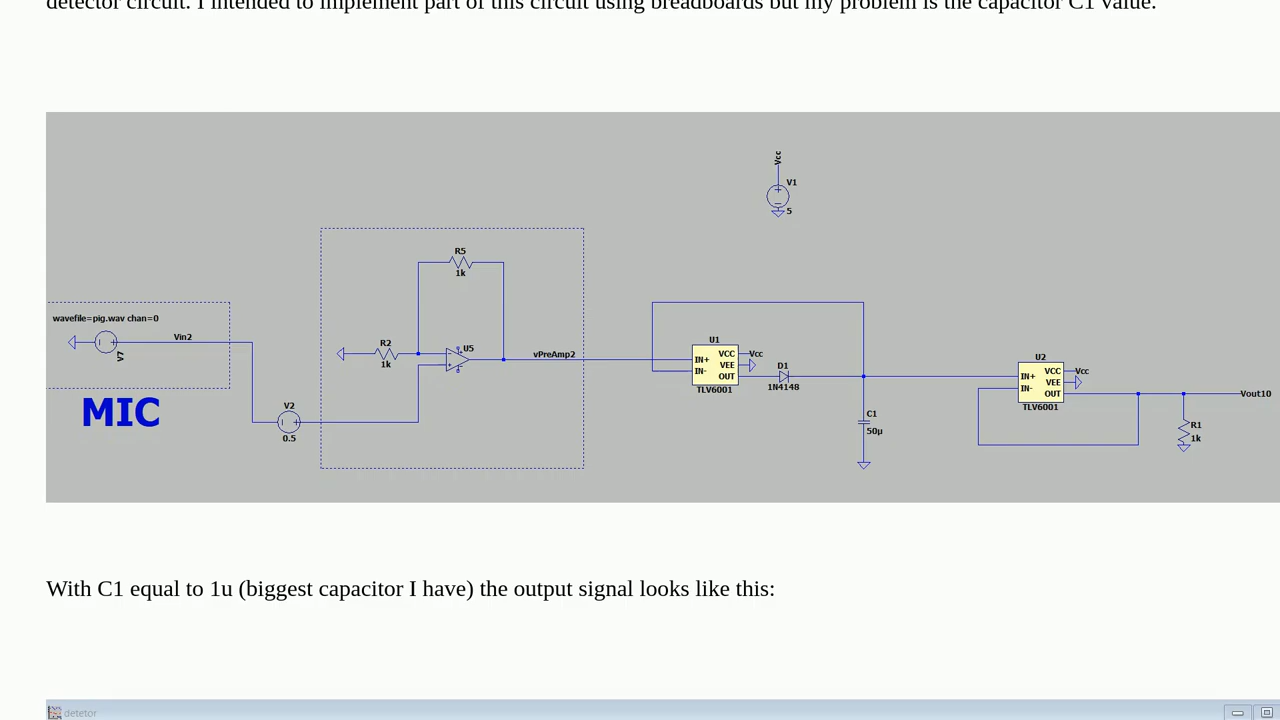 detector circuit. I intended to implement part of this circuit using breadboards but my problem is the capacitor C1 value.
Vcc
V1
5
R5
1k
wavefile=pig.wav chan=0
Vin2
V7
MIC
V2
0.5
R2
1k
U5
vPreAmp2
U1
IN+
IN-
VCC
VEE
OUT
TLV6001
Vcc
D1
1N4148
C1
50µ
U2
IN+
IN-
VCC
VEE
OUT
TLV6001
Vcc
Vout10
R1
1k
With C1 equal to 1u (biggest capacitor I have) the output signal looks like this:
detetor